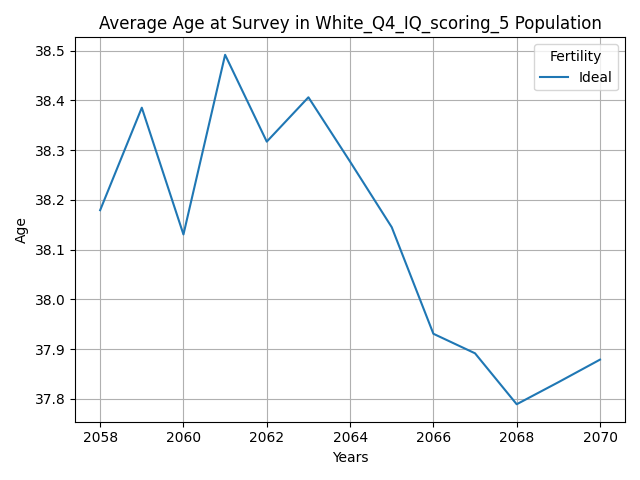 Average Age at Survey in White_Q4_IQ_scoring_5 Population
Fertility
Ideal
38.5
38.4
38.3
38.2
38.1
38.0
37.9
37.8
Age
2058 2060 2062 2064 2066 2068 2070
Years